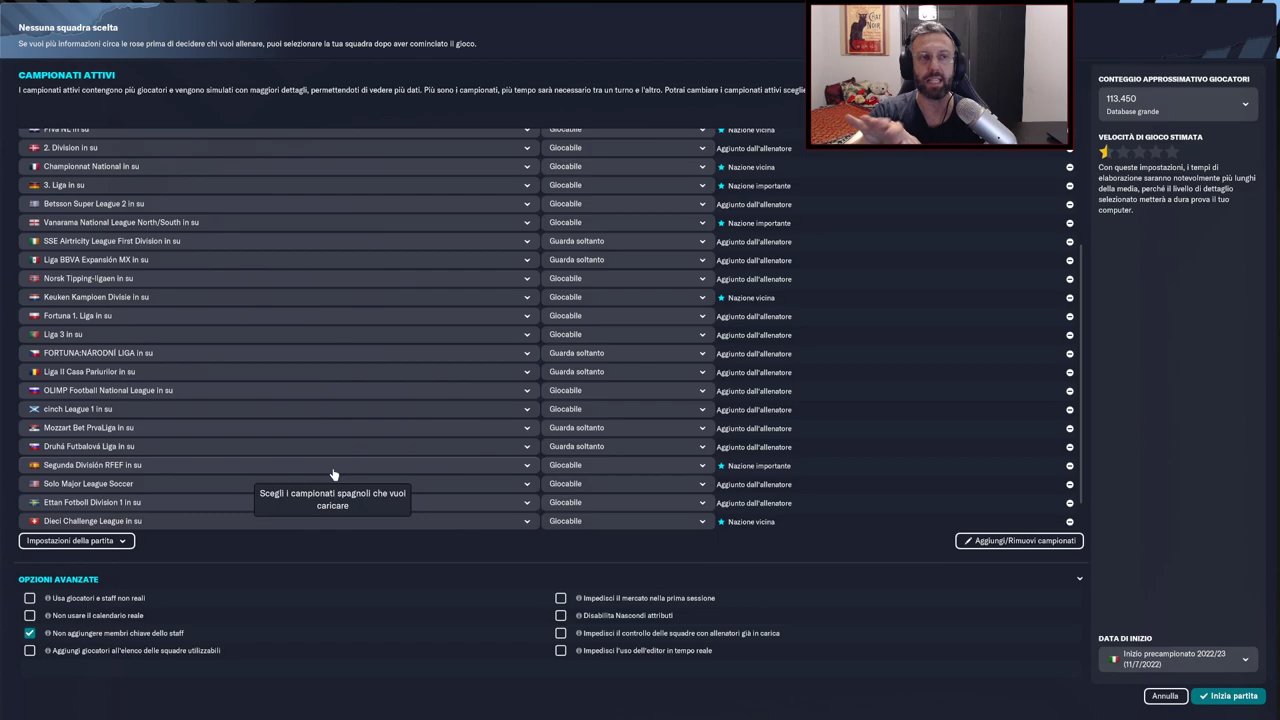 Nessuna squadra scelta
Se vuoi più informazioni circa le rose prima di decidere chi vuoi allenare, puoi selezionare la tua squadra dopo aver cominciato il gioco.
CAMPIONATI ATTIVI
I campionati attivi contengono più giocatori e vengono simulati con maggiori dettagli, permettendoti di vedere più dati. Più sono i campionati, più tempo sarà necessario tra un turno e l'altro. Potrai cambiare i campionati attivi sceglie
Prva NL in su Giocabile Nazione vicina
2. Division in su Giocabile Aggiunto dall'allenatore
Championnat National in su Giocabile Nazione vicina
3. Liga in su Giocabile Nazione importante
Betsson Super League 2 in su Giocabile Aggiunto dall'allenatore
Vanarama National League North/South in su Giocabile Nazione importante
SSE Airtricity League First Division in su Guarda soltanto Aggiunto dall'allenatore
Liga BBVA Expansión MX in su Guarda soltanto Aggiunto dall'allenatore
Norsk Tipping-ligaen in su Giocabile Aggiunto dall'allenatore
Keuken Kampioen Divisie in su Giocabile Nazione vicina
Fortuna 1. Liga in su Giocabile Aggiunto dall'allenatore
Liga 3 in su Giocabile Aggiunto dall'allenatore
FORTUNA:NÁRODNÍ LIGA in su Guarda soltanto Aggiunto dall'allenatore
Liga II Casa Pariurilor in su Guarda soltanto Aggiunto dall'allenatore
OLIMP Football National League in su Giocabile Aggiunto dall'allenatore
cinch League 1 in su Giocabile Aggiunto dall'allenatore
Mozzart Bet PrvaLiga in su Guarda soltanto Aggiunto dall'allenatore
Druhá Futbalová Liga in su Guarda soltanto Aggiunto dall'allenatore
Segunda División RFEF in su Giocabile Nazione importante
Solo Major League Soccer Giocabile Aggiunto dall'allenatore
Scegli i campionati spagnoli che vuoi
caricare
Ettan Fotboll Division 1 in su Giocabile Aggiunto dall'allenatore
Dieci Challenge League in su Giocabile Nazione vicina
Impostazioni della partita
Aggiungi/Rimuovi campionati
OPZIONI AVANZATE
Usa giocatori e staff non reali
Non usare il calendario reale
Non aggiungere membri chiave dello staff
Aggiungi giocatori all'elenco delle squadre utilizzabili
Impedisci il mercato nella prima sessione
Disabilita Nascondi attributi
Impedisci il controllo delle squadre con allenatori già in carica
Impedisci l'uso dell'editor in tempo reale
CHAT
NOIR
CONTEGGIO APPROSSIMATIVO GIOCATORI
113.450
Database grande
VELOCITÀ DI GIOCO STIMATA
Con queste impostazioni, i tempi di
elaborazione saranno notevolmente più lunghi
della media, perché il livello di dettaglio
selezionato metterà a dura prova il tuo
computer.
DATA DI INIZIO
Inizio precampionato 2022/23
(11/7/2022)
Annulla
Inizia partita